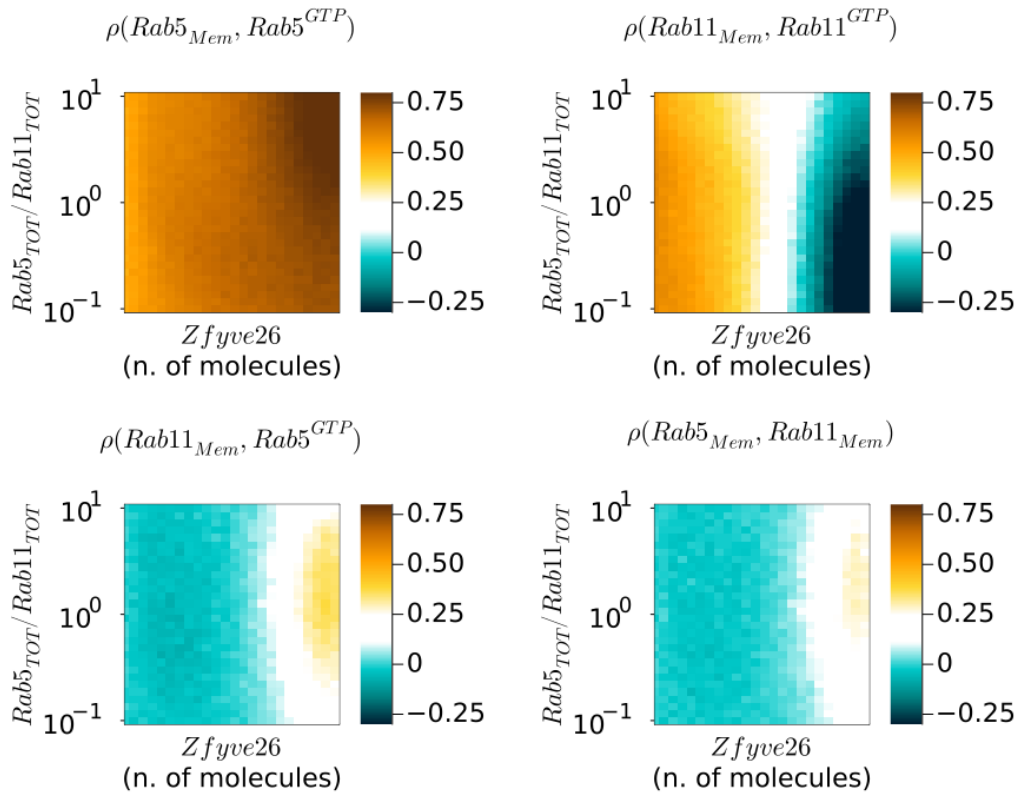 ρ(Rab5_Mem, Rab5^GTP)
ρ(Rab11_Mem, Rab11^GTP)
Rab5_TOT/Rab11_TOT
10^1
10^0
10^−1
Zfyve26
(n. of molecules)
0.75
0.50
0.25
0
−0.25
Rab5_TOT/Rab11_TOT
10^1
10^0
10^−1
Zfyve26
(n. of molecules)
0.75
0.50
0.25
0
−0.25
ρ(Rab11_Mem, Rab5^GTP)
ρ(Rab5_Mem, Rab11_Mem)
Rab5_TOT/Rab11_TOT
10^1
10^0
10^−1
Zfyve26
(n. of molecules)
0.75
0.50
0.25
0
−0.25
Rab5_TOT/Rab11_TOT
10^1
10^0
10^−1
Zfyve26
(n. of molecules)
0.75
0.50
0.25
0
−0.25